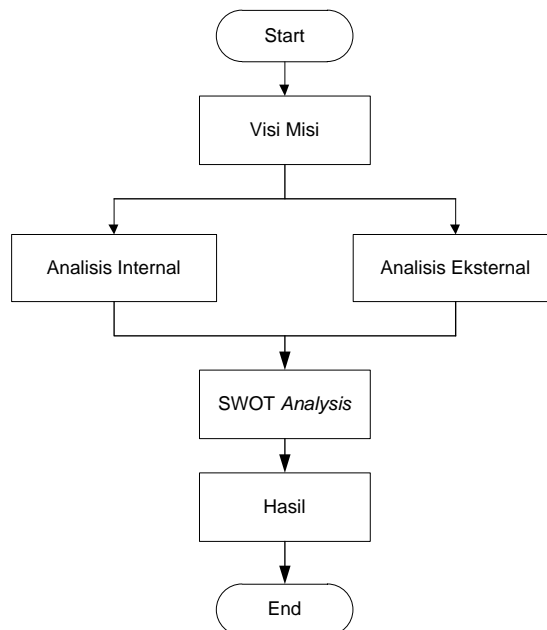 Start
Visi Misi
Analisis Internal
Analisis Eksternal
SWOT Analysis
Hasil
End